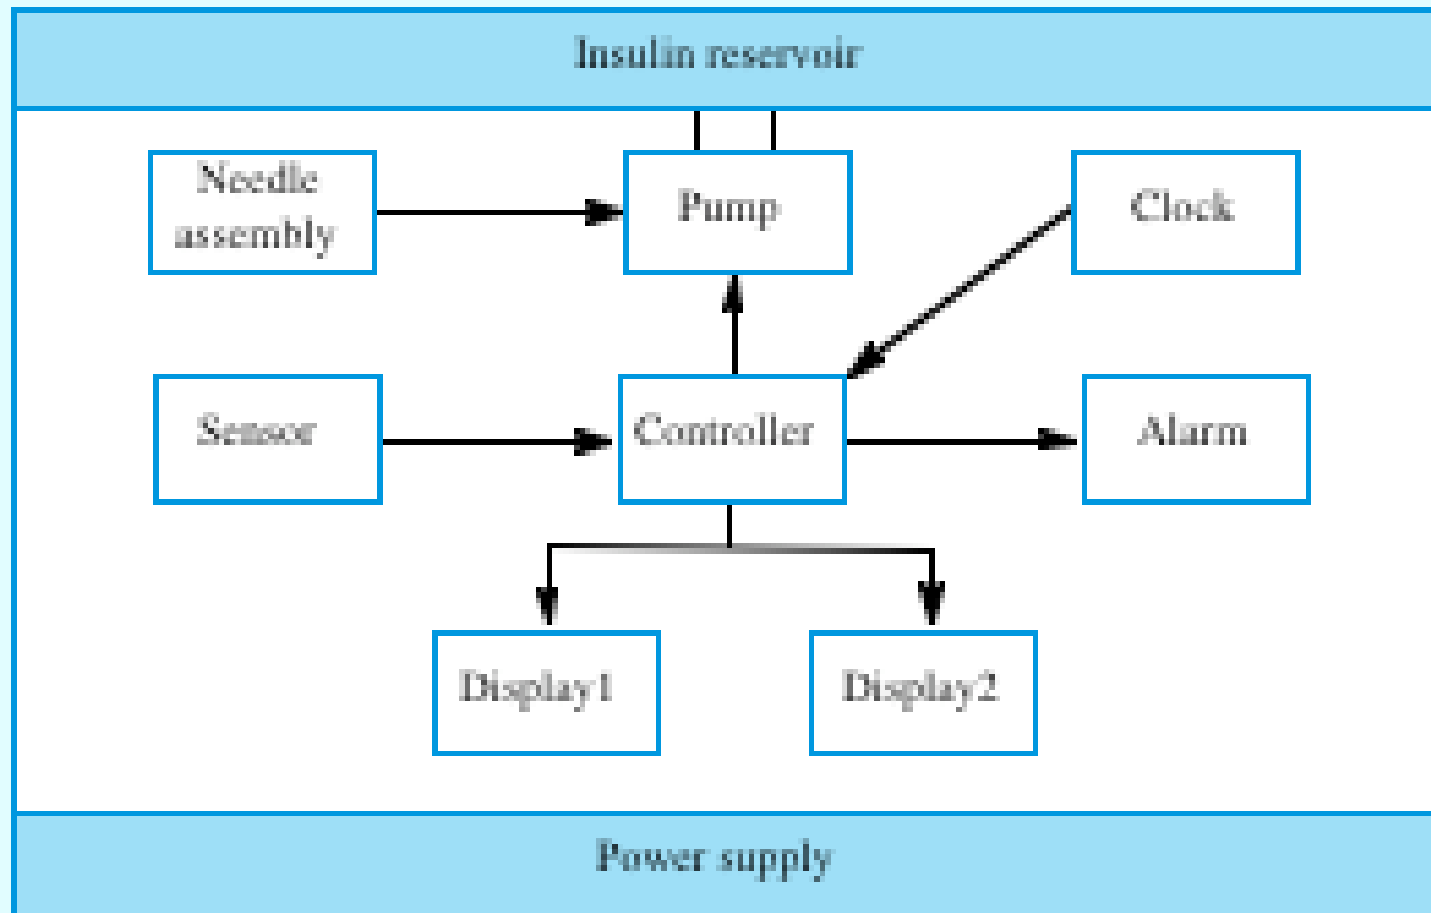 Insulin reservoir
Needle
assembly
Pump
Clock
Sensor
Controller
Alarm
Display1
Display2
Power supply